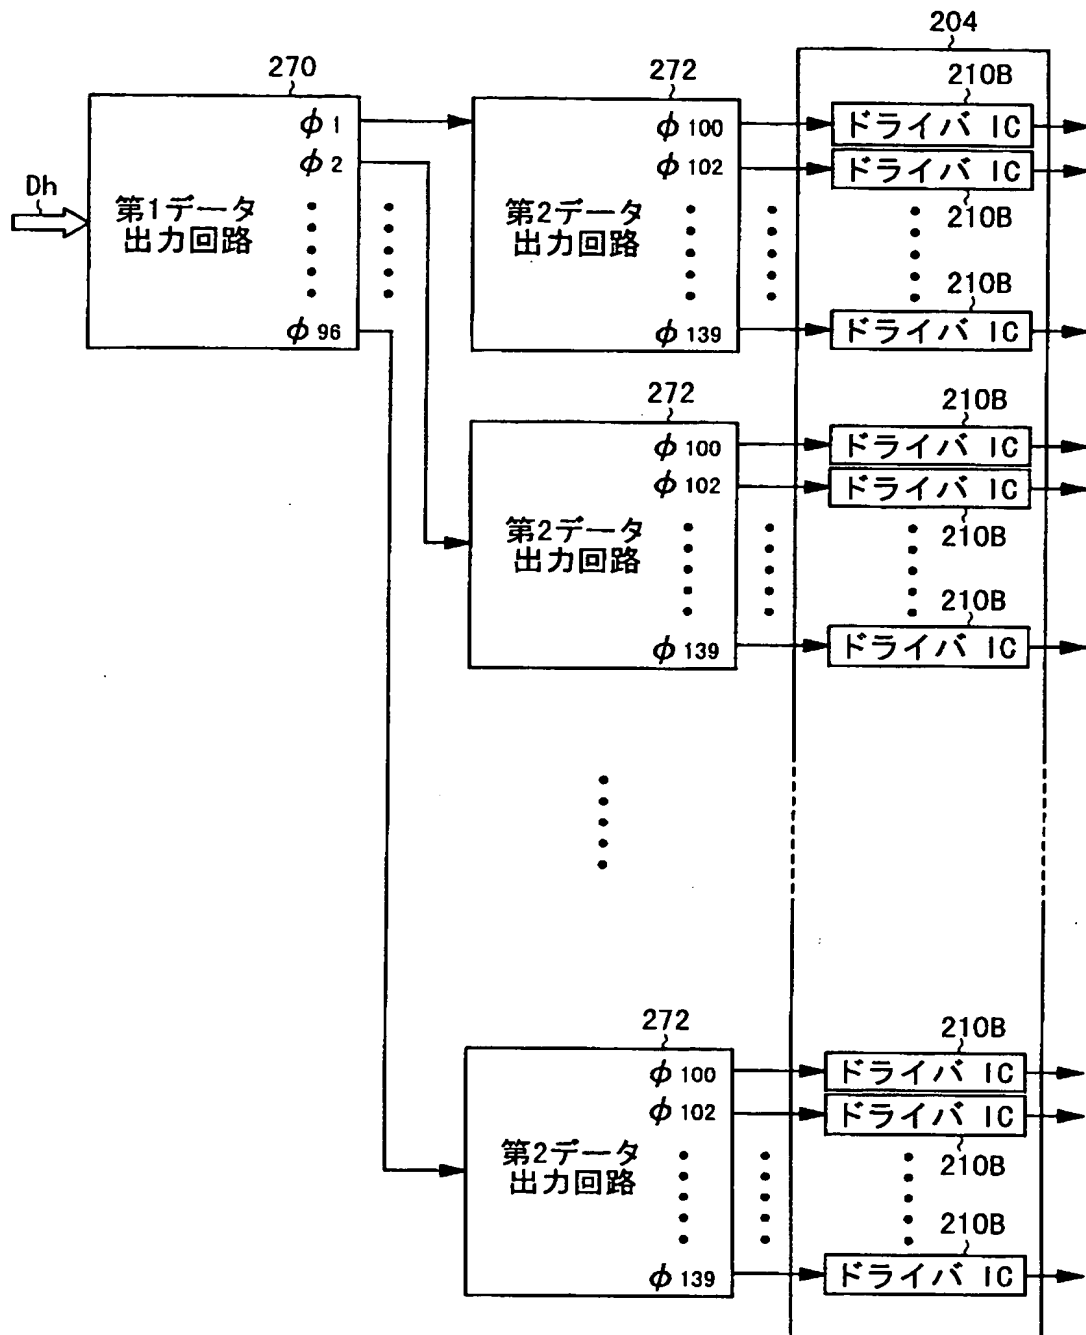 204
270
272
210B
Dh
第1データ
出力回路
φ1
φ2
φ96
第2データ
出力回路
φ100
φ102
φ139
ドライバ IC
ドライバ IC
210B
210B
ドライバ IC
272
第2データ
出力回路
φ100
φ102
φ139
210B
ドライバ IC
ドライバ IC
210B
210B
ドライバ IC
272
第2データ
出力回路
φ100
φ102
φ139
210B
ドライバ IC
ドライバ IC
210B
210B
ドライバ IC